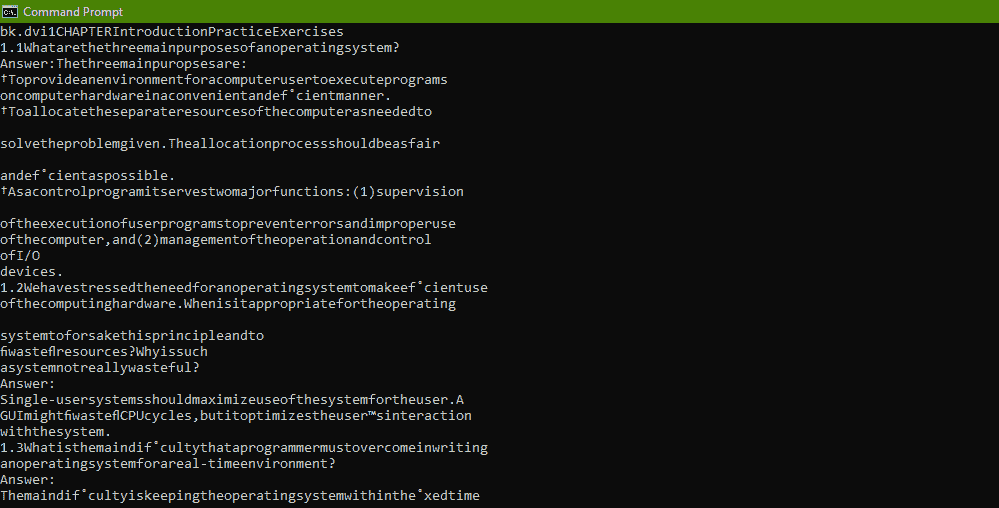 Command Prompt
bk.dvi1CHAPTERIntroductionPracticeExercises
1.1Whatarethethreemainpurposesofanoperatingsystem?
Answer:Thethreemainpuropsesare:
†Toprovideanenvironmentforacomputerusertoexecuteprograms
oncomputerhardwareinaconvenientandef˚cientmanner.
†Toallocatetheseparateresourcesofthecomputerasneededto
solvetheproblemgiven.Theallocationprocessshouldbeasfair
andef˚cientaspossible.
†Asacontrolprogramitservestwomajorfunctions:(1)supervision
oftheexecutionofuserprogramstopreventerrorsandimproperuse
ofthecomputer,and(2)managementoftheoperationandcontrol
ofI/O
devices.
1.2Wehavestressedtheneedforanoperatingsystemtomakeef˚cientuse
ofthecomputinghardware.Whenisitappropriatefortheoperating
systemtoforsakethisprincipleandto
ﬁwasteﬂresources?Whyissuch
asystemnotreallywasteful?
Answer:
Single-usersystemsshouldmaximizeuseofthesystemfortheuser.A
GUImightﬁwasteﬂCPUcycles,butitoptimizestheuser™sinteraction
withthesystem.
1.3Whatisthemaindif˚cultythataprogrammermustovercomeinwriting
anoperatingsystemforareal-timeenvironment?
Answer:
Themaindif˚cultyiskeepingtheoperatingsystemwithinthe˚xedtime